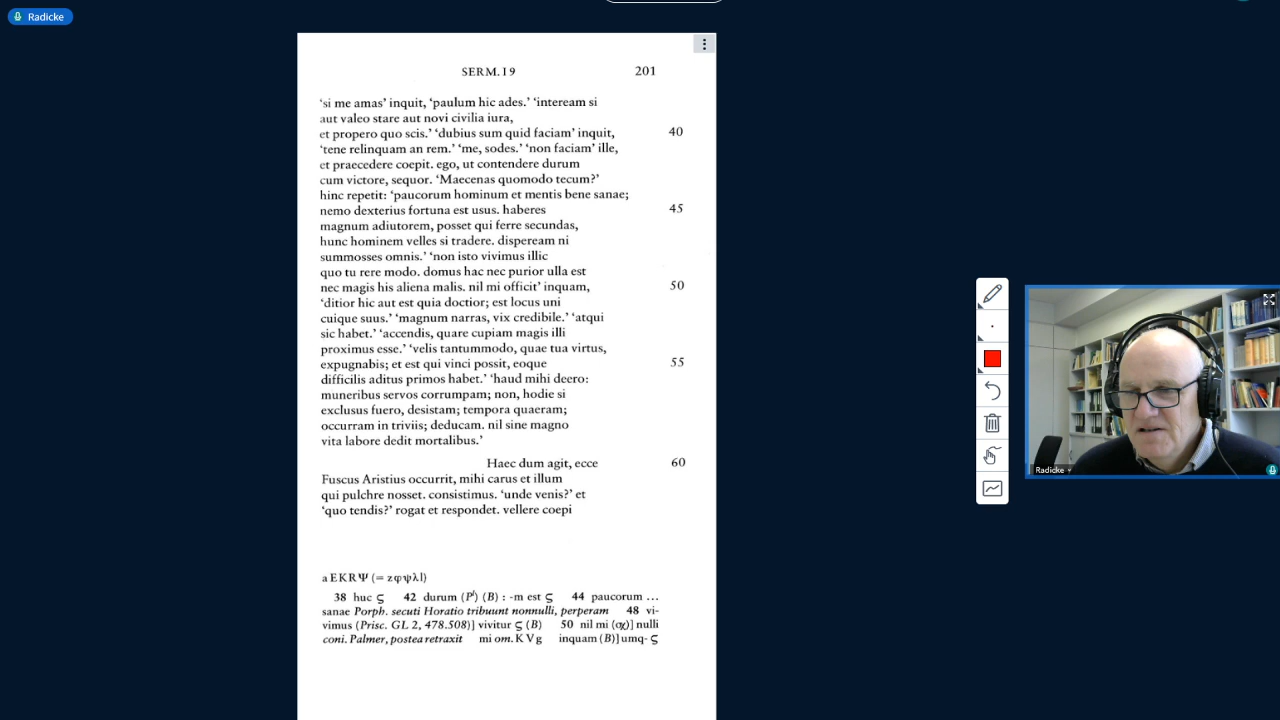 Radicke
SERM. I 9 201
‘si me amas’ inquit, ‘paulum hic ades.’ ‘inteream si
aut valeo stare aut novi civilia iura,
et propero quo scis.’ ‘dubius sum quid faciam’ inquit, 40
‘tene relinquam an rem.’ ‘me, sodes.’ ‘non faciam’ ille,
et praecedere coepit. ego, ut contendere durum
cum victore, sequor. ‘Maecenas quomodo tecum?’
hinc repetit: ‘paucorum hominum et mentis bene sanae;
nemo dexterius fortuna est usus. haberes 45
magnum adiutorem, posset qui ferre secundas,
hunc hominem velles si tradere. dispeream ni
summosses omnis.’ ‘non isto vivimus illic
quo tu rere modo. domus hac nec purior ulla est
nec magis his aliena malis. nil mi officit’ inquam, 50
‘ditior hic aut est quia doctior; est locus uni
cuique suus.’ ‘magnum narras, vix credibile.’ ‘atqui
sic habet.’ ‘accendis, quare cupiam magis illi
proximus esse.’ ‘velis tantummodo, quae tua virtus,
expugnabis; et est qui vinci possit, eoque 55
difficilis aditus primos habet.’ ‘haud mihi deero:
muneribus servos corrumpam; non, hodie si
exclusus fuero, desistam; tempora quaeram;
occurram in triviis; deducam. nil sine magno
vita labore dedit mortalibus.’
Haec dum agit, ecce 60
Fuscus Aristius occurrit, mihi carus et illum
qui pulchre nosset. consistimus. ‘unde venis?’ et
‘quo tendis?’ rogat et respondet. vellere coepi
a E K R Ψ (= z φ ψ λ l)
38 huc ς 42 durum (P¹) (B) : -m est ς 44 paucorum …
sanae Porph. secuti Horatio tribuunt nonnulli, perperam 48 vi-
vimus (Prisc. GL 2, 478.508)] vivitur ς (B) 50 nil mi (σχ)] nulli
coni. Palmer, postea retraxit mi om. K V g inquam (B)] umq- ς
Radicke